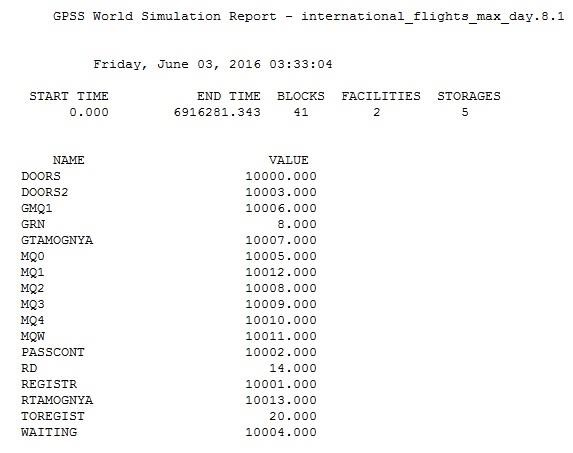 GPSS World Simulation Report - international_flights_max_day.8.1
Friday, June 03, 2016 03:33:04
START TIME END TIME BLOCKS FACILITIES STORAGES
0.000 6916281.343 41 2 5
NAME VALUE
DOORS 10000.000
DOORS2 10003.000
GMQ1 10006.000
GRN 8.000
GTAMOGNYA 10007.000
MQ0 10005.000
MQ1 10012.000
MQ2 10008.000
MQ3 10009.000
MQ4 10010.000
MQW 10011.000
PASSCONT 10002.000
RD 14.000
REGISTR 10001.000
RTAMOGNYA 10013.000
TOREGIST 20.000
WAITING 10004.000